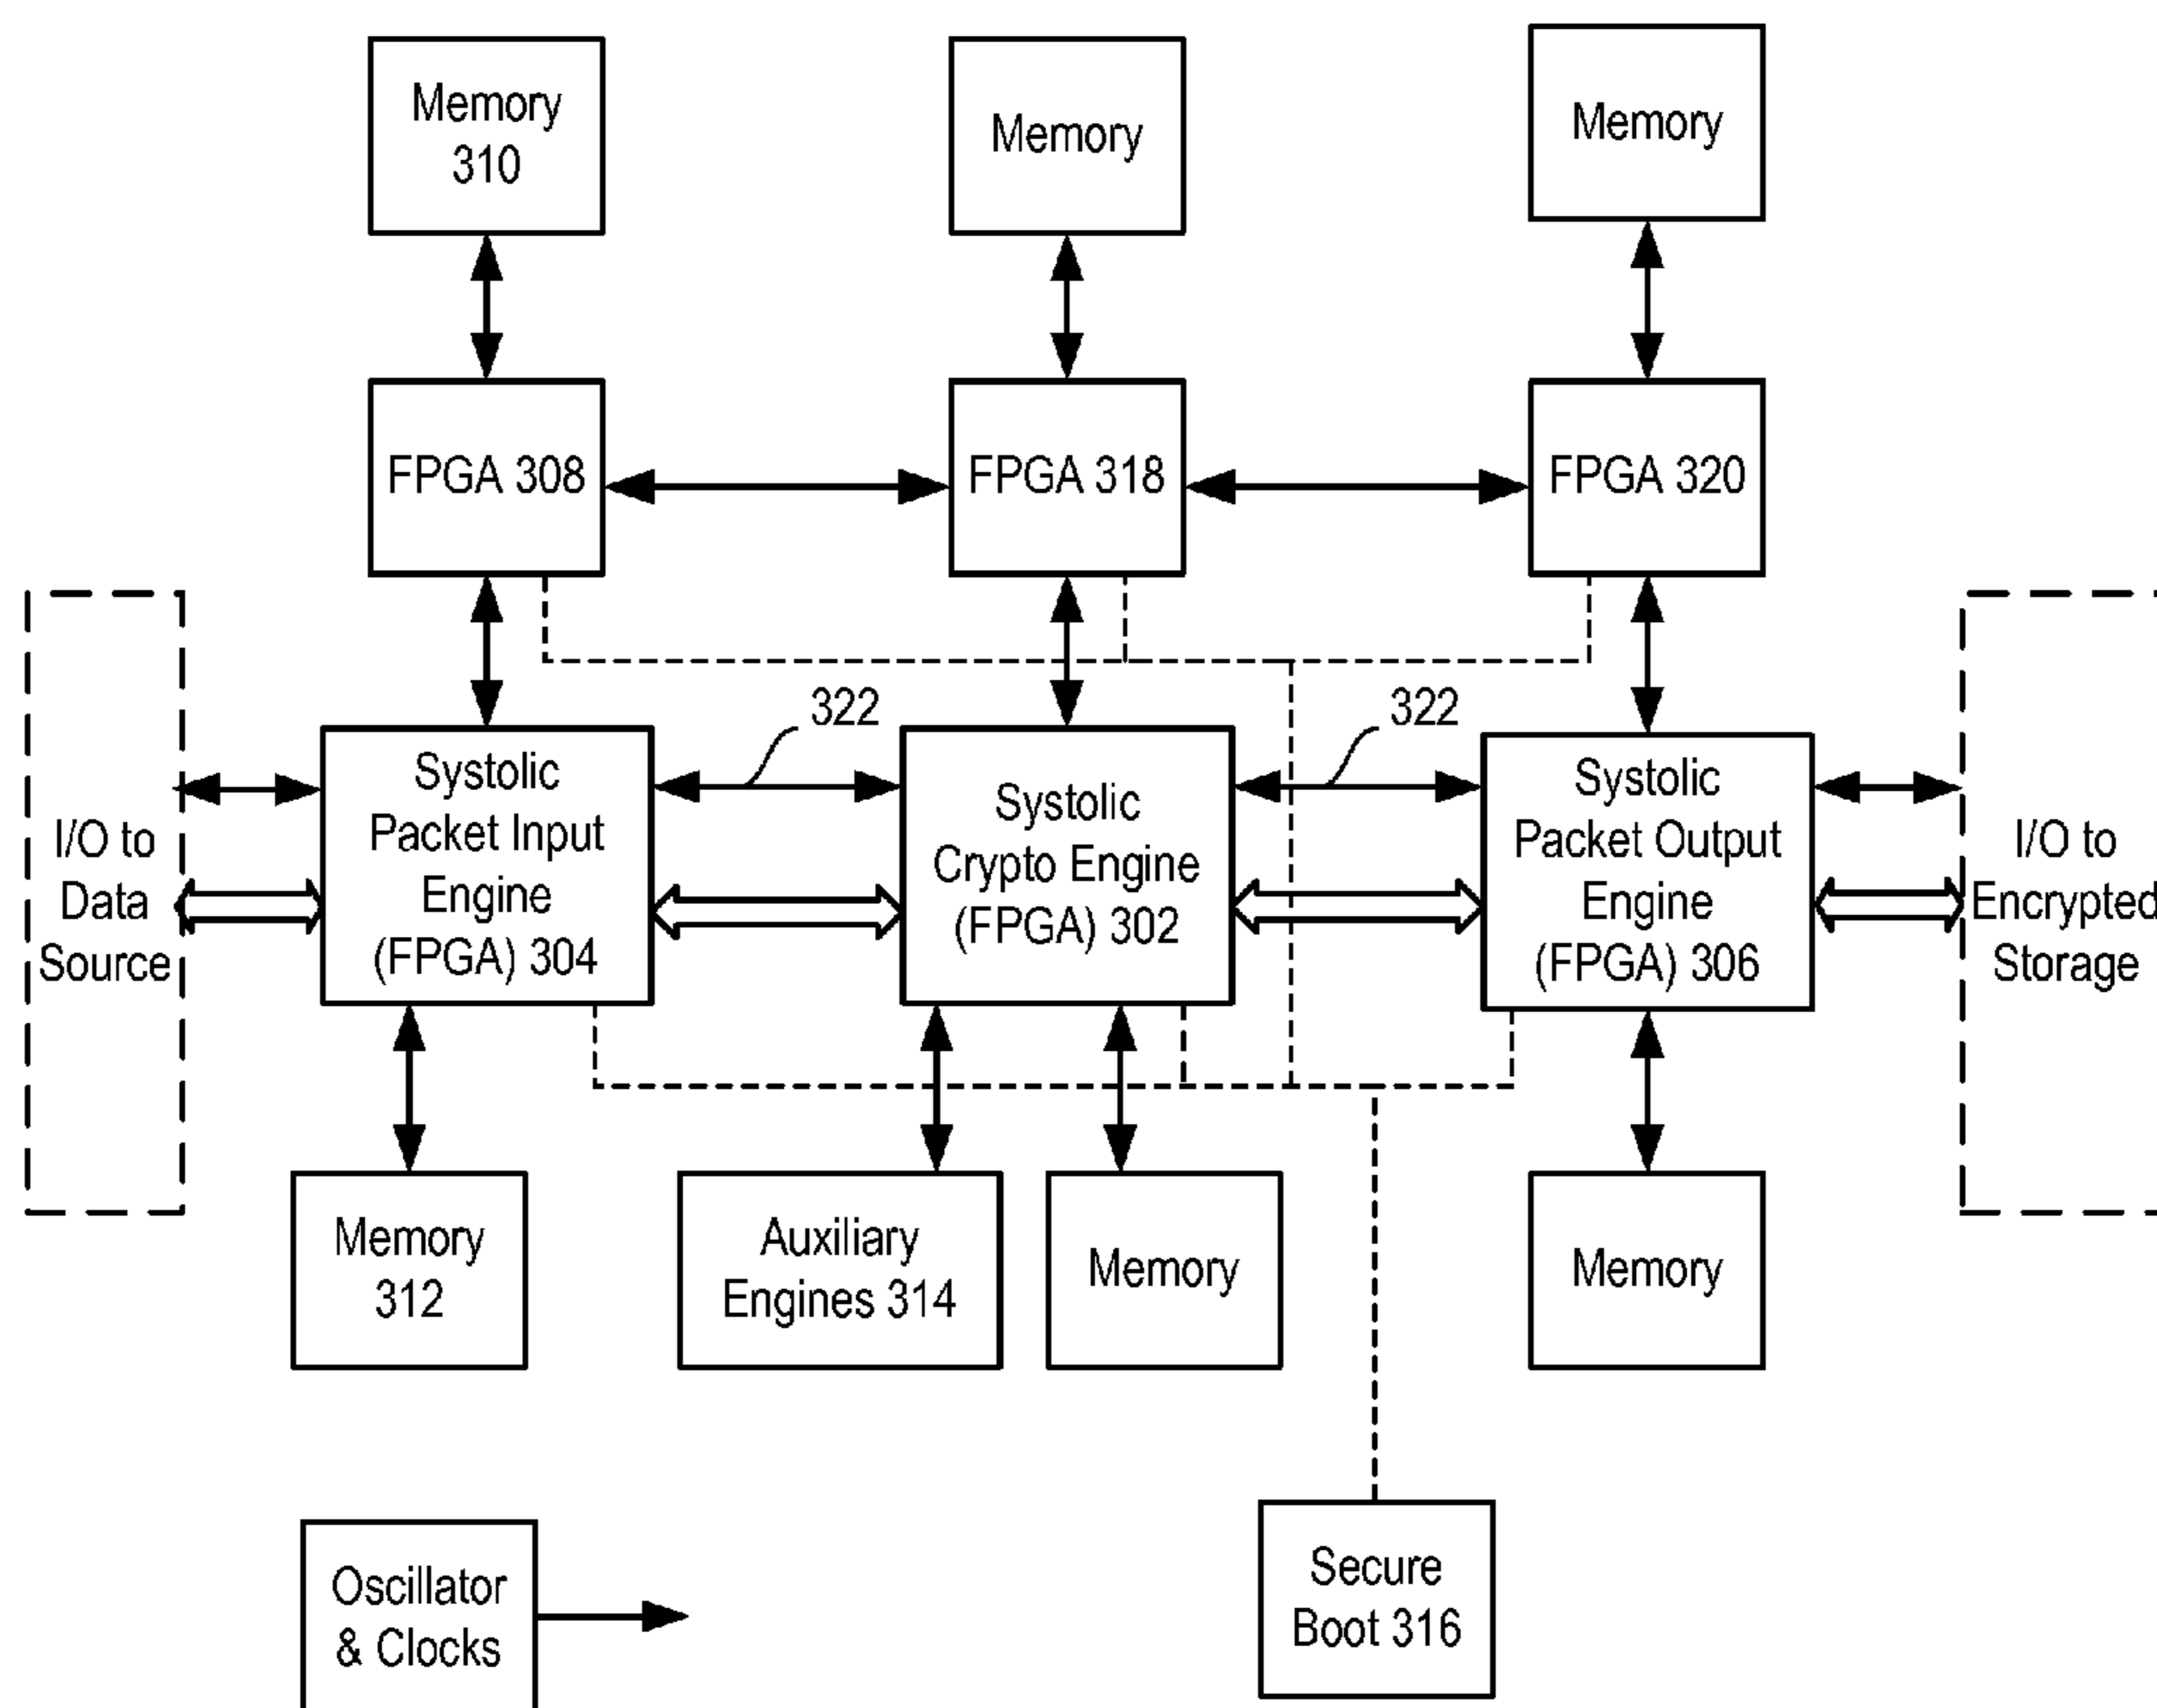 Memory
310
Memory
Memory
FPGA 308
FPGA 318
FPGA 320
322
322
I/O to
Data
Source
Systolic
Packet Input
Engine
(FPGA) 304
Systolic
Crypto Engine
(FPGA) 302
Systolic
Packet Output
Engine
(FPGA) 306
I/O to
Encrypted
Storage
Memory
312
Auxiliary
Engines 314
Memory
Memory
Oscillator
& Clocks
Secure
Boot 316